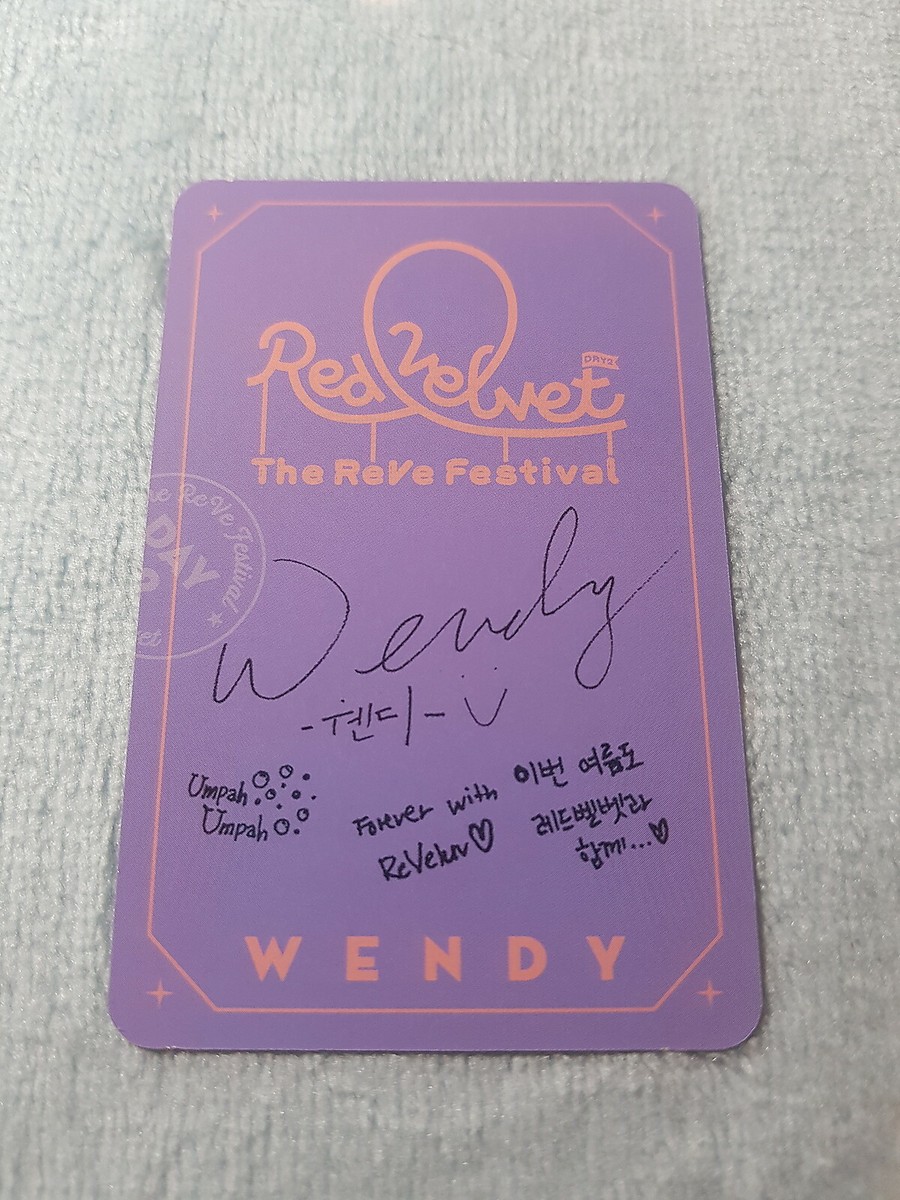 Red Velvet
DAY2
The ReVe Festival
The ReVe Festival
DAY
2
Wendy
-웬디-
Umpah
Umpah
Forever with
ReVeluv♡
이번 여름도
레드벨벳과
함께...♡
WENDY